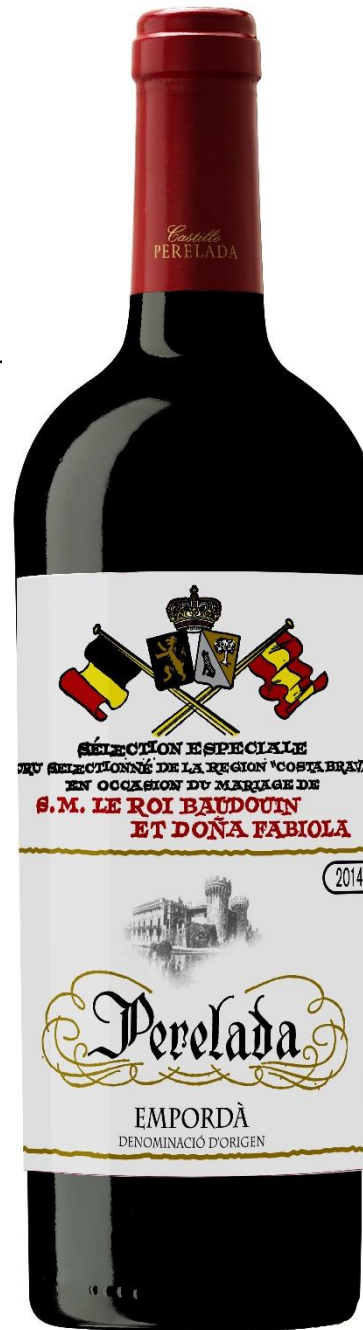 Castillo
PERELADA
SÉLECTION ESPECIALE
CRU SELECTIONNÉ DE LA REGION "COSTA BRAVA"
EN OCCASION DU MARIAGE DE
S.M. LE ROI BAUDOUIN
ET DOÑA FABIOLA
2014
Perelada
EMPORDÀ
DENOMINACIÓ D'ORIGEN